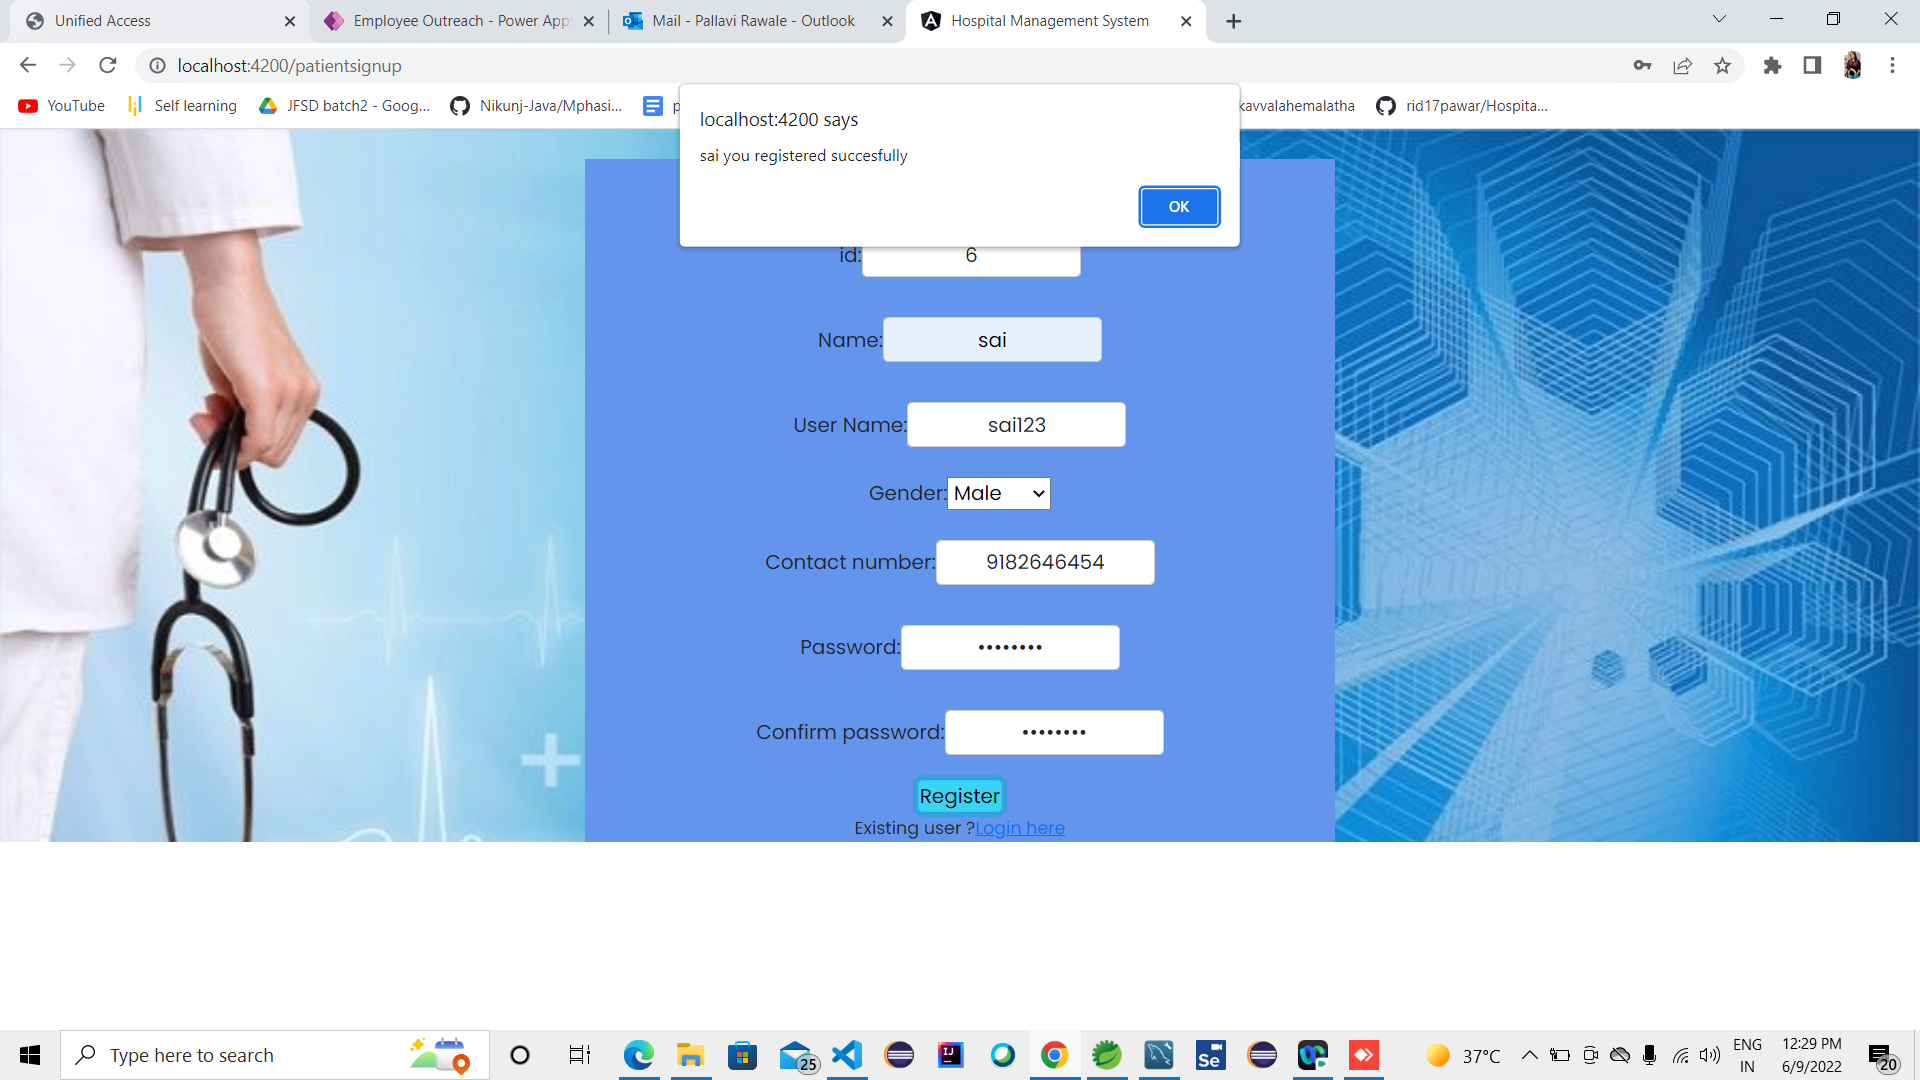 Unified Access
Employee Outreach - Power App
Mail - Pallavi Rawale - Outlook
Hospital Management System
localhost:4200/patientsignup
YouTube
Self learning
JFSD batch2 - Goog...
Nikunj-Java/Mphasi...
p
kavvalahemalatha
rid17pawar/Hospita...
localhost:4200 says
sai you registered succesfully
OK
id: 6
Name: sai
User Name: sai123
Gender: Male
Contact number: 9182646454
Password: ••••••••
Confirm password: ••••••••
Register
Existing user ?Login here
Type here to search
25
IJ
Se
37°C
ENG
IN
12:29 PM
6/9/2022
20